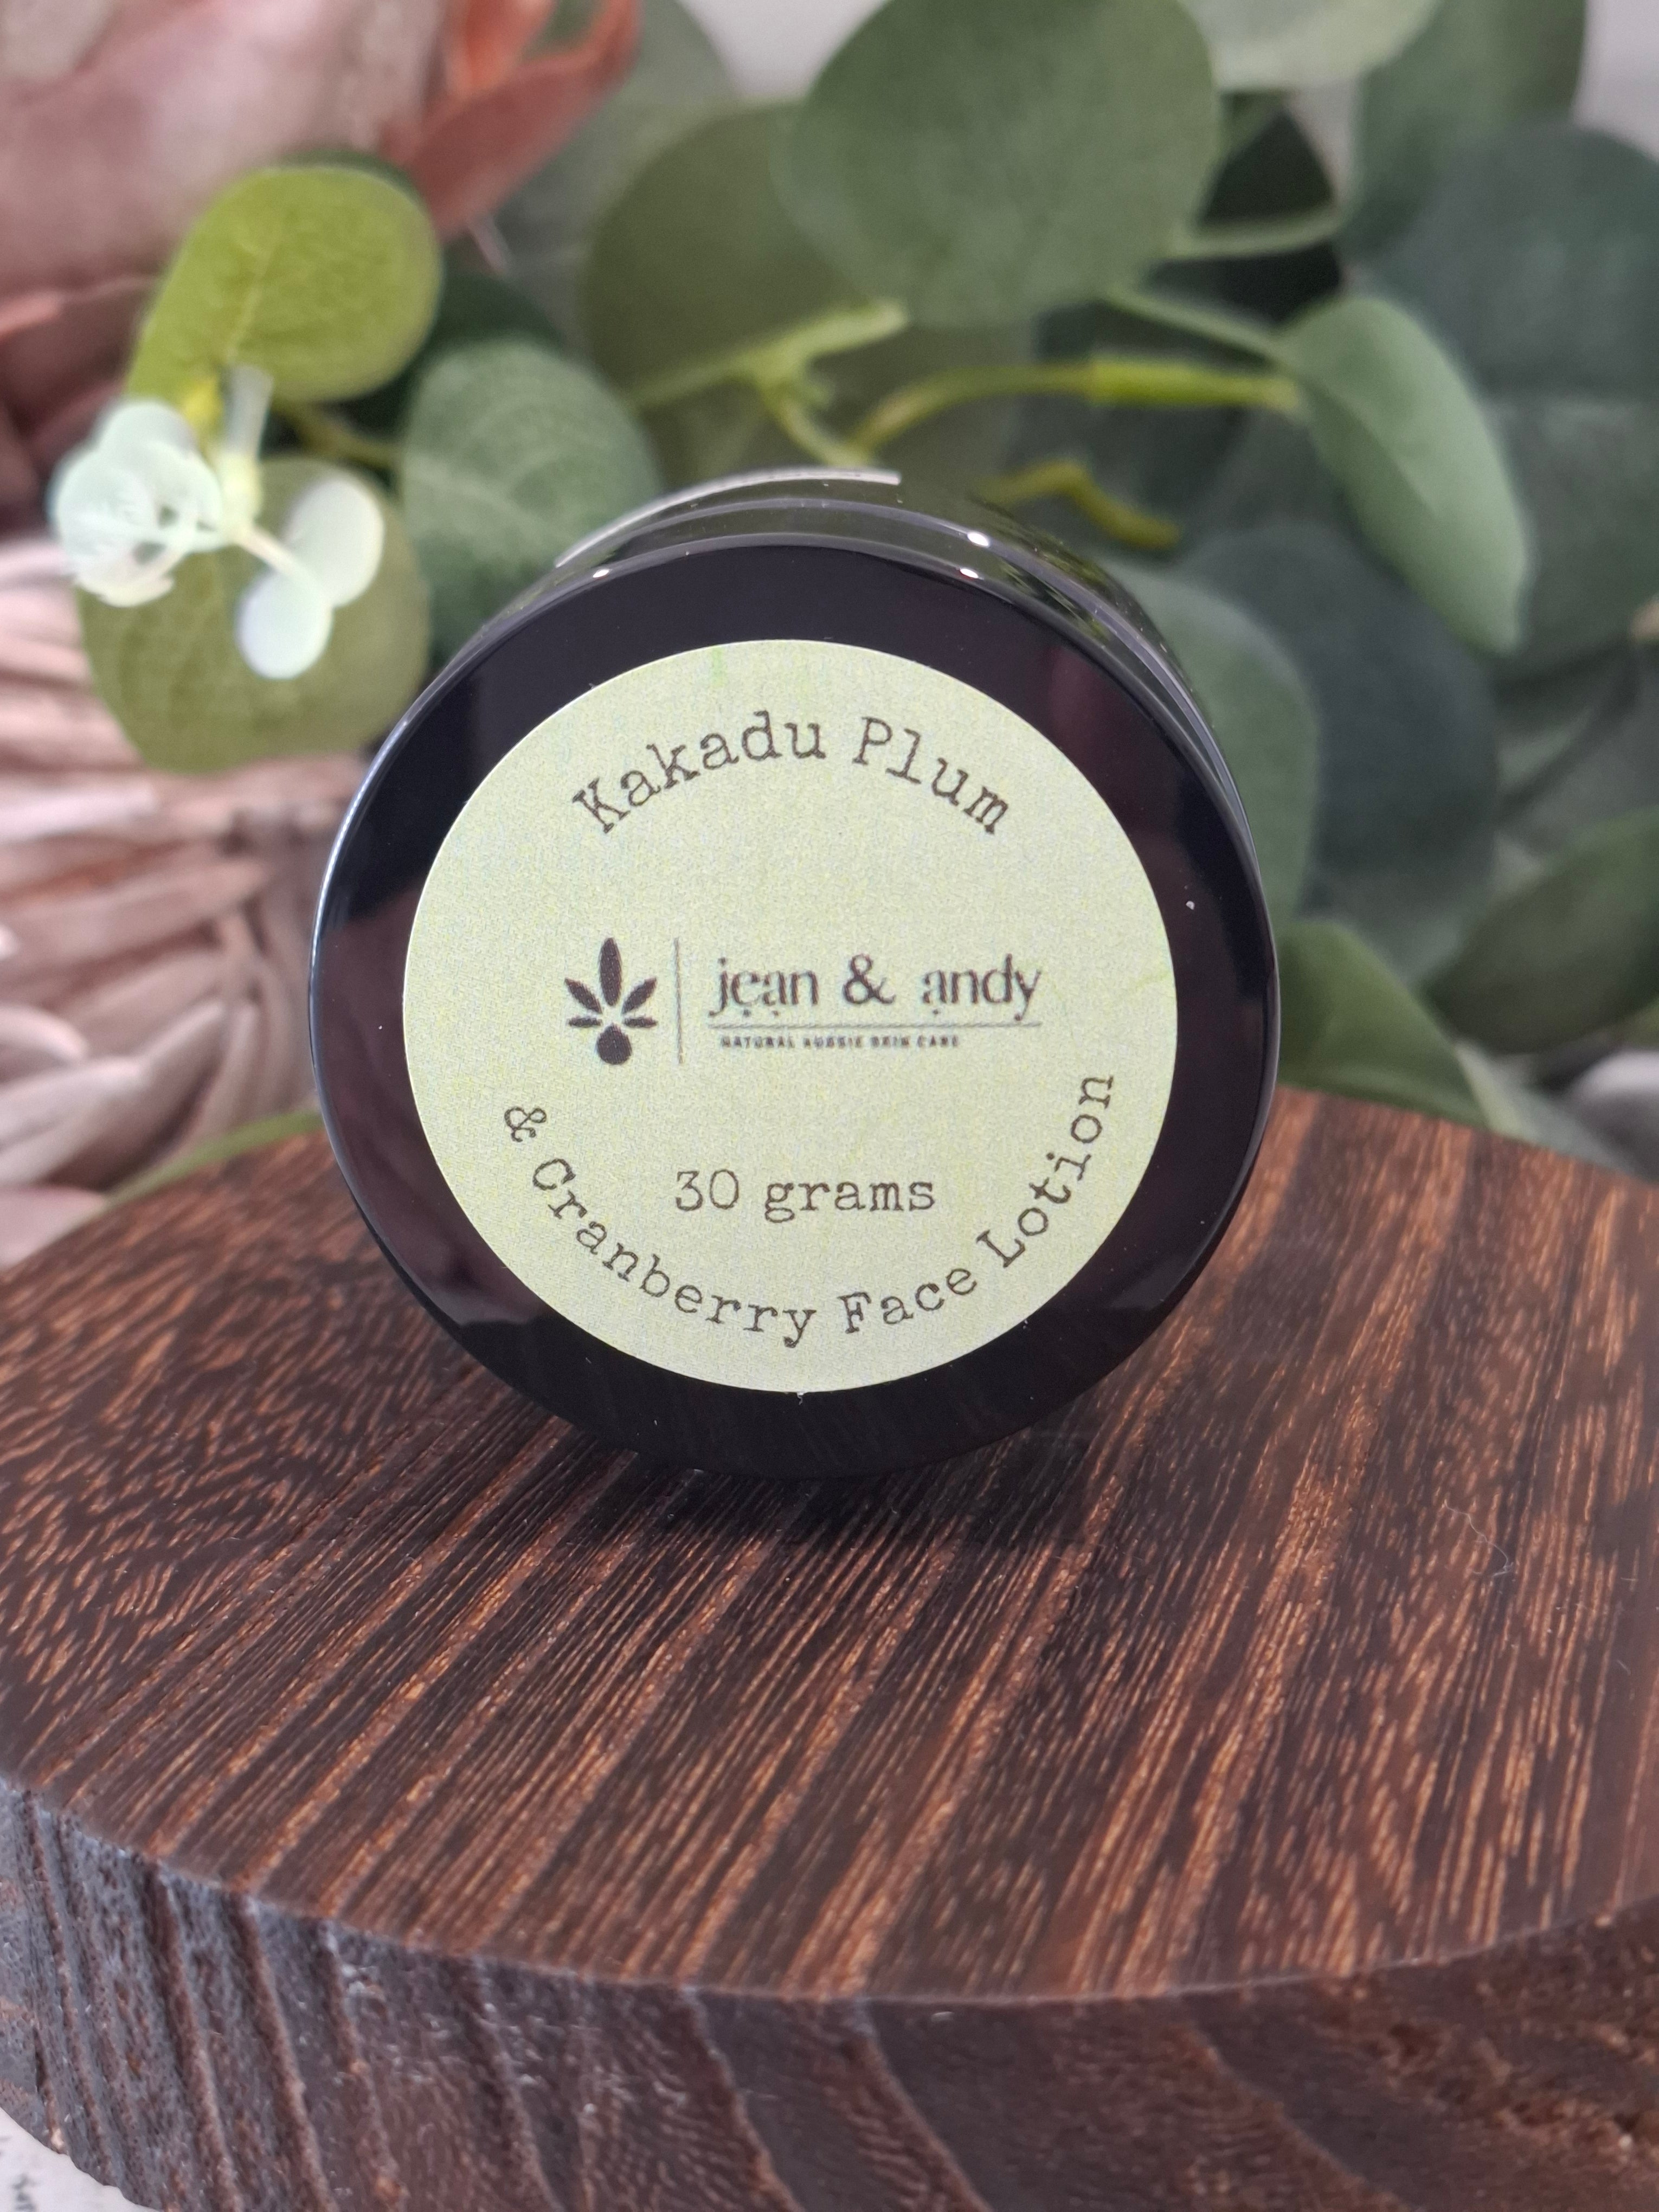 Kakadu Plum
jean & andy
NATURAL AUSSIE SKIN CARE
30 grams
& Cranberry Face Lotion